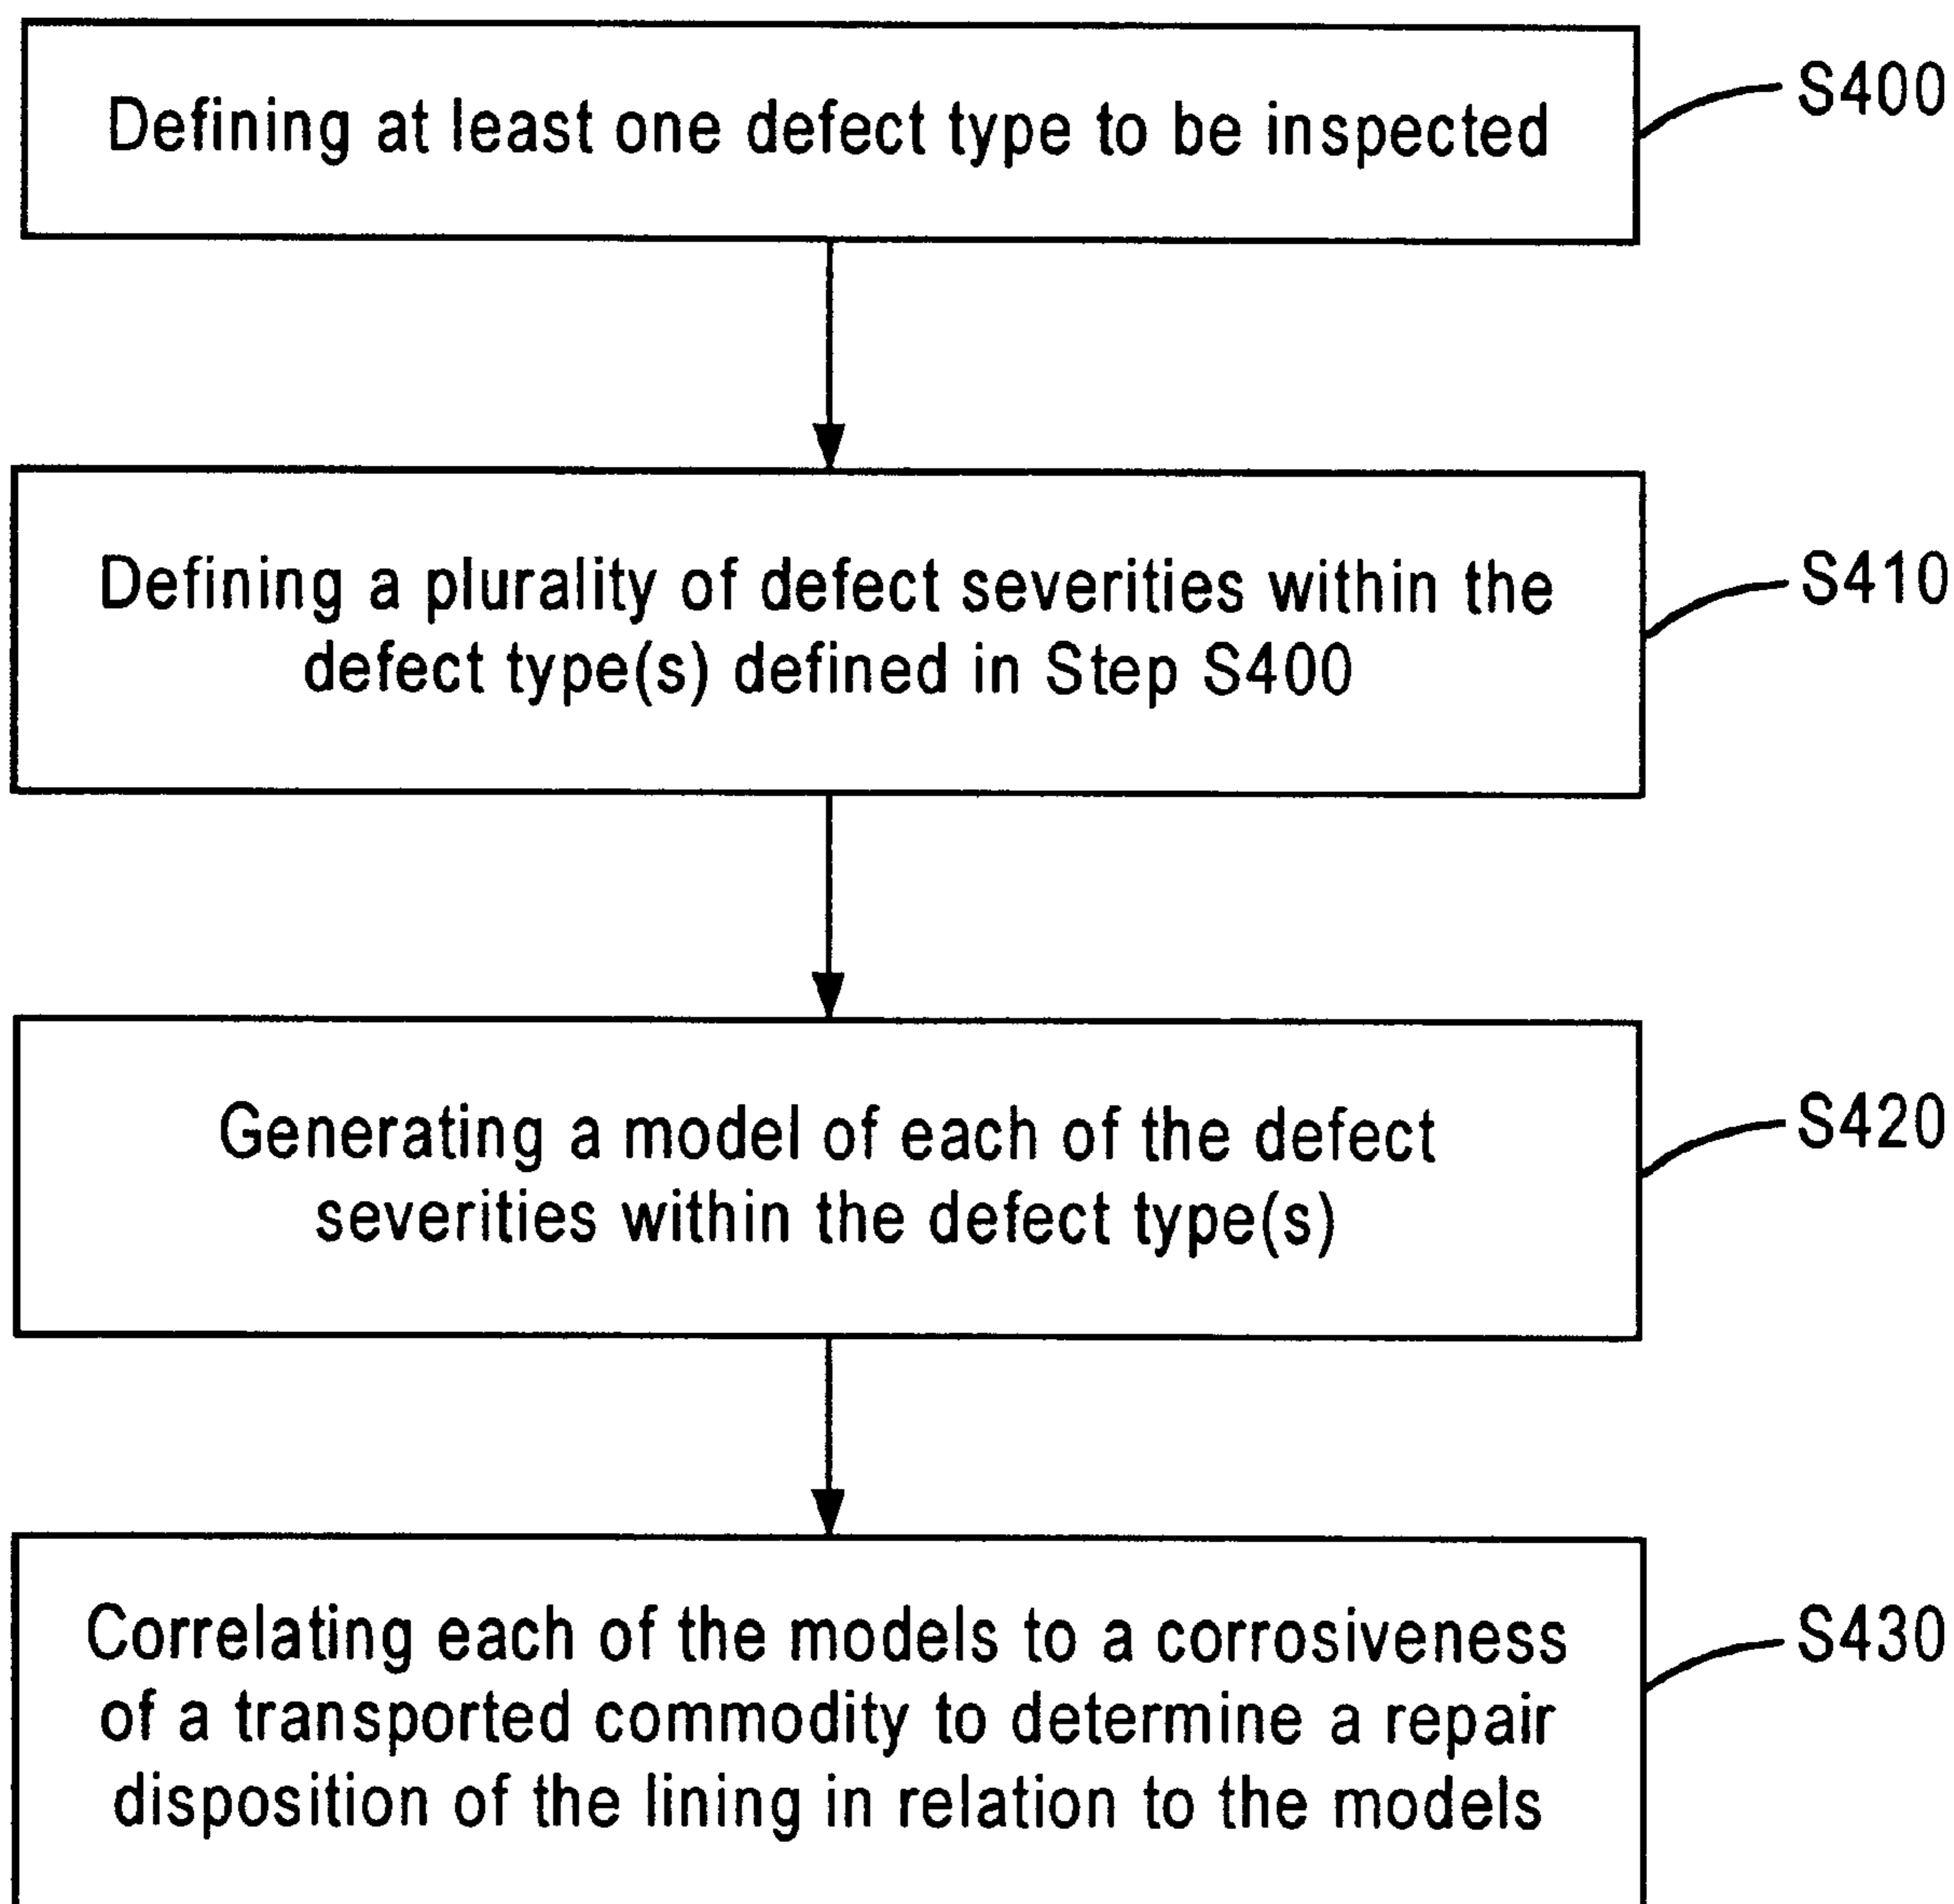 Defining at least one defect type to be inspected
S400
Defining a plurality of defect severities within the
defect type(s) defined in Step S400
S410
Generating a model of each of the defect
severities within the defect type(s)
S420
Correlating each of the models to a corrosiveness
of a transported commodity to determine a repair
disposition of the lining in relation to the models
S430